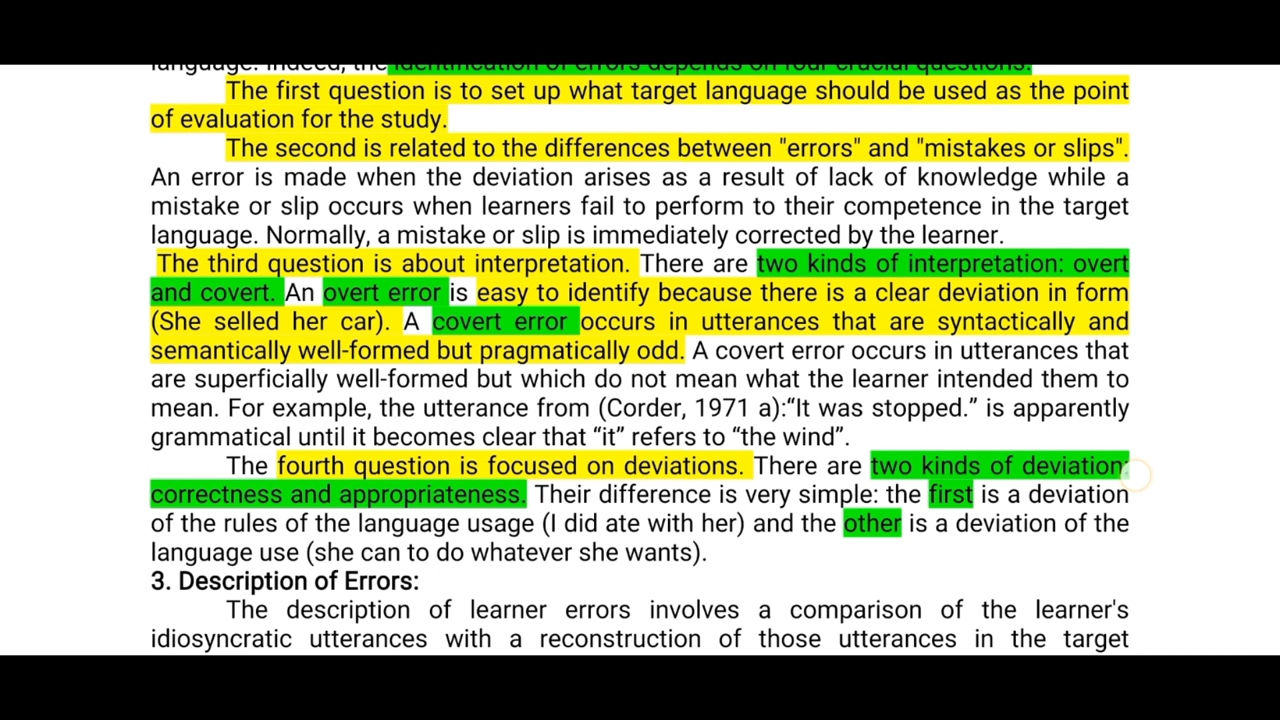 language. Indeed, the identification of errors depends on four crucial questions.
The first question is to set up what target language should be used as the point
of evaluation for the study.
The second is related to the differences between "errors" and "mistakes or slips".
An error is made when the deviation arises as a result of lack of knowledge while a
mistake or slip occurs when learners fail to perform to their competence in the target
language. Normally, a mistake or slip is immediately corrected by the learner.
The third question is about interpretation. There are two kinds of interpretation: overt
and covert. An overt error is easy to identify because there is a clear deviation in form
(She selled her car). A covert error occurs in utterances that are syntactically and
semantically well-formed but pragmatically odd. A covert error occurs in utterances that
are superficially well-formed but which do not mean what the learner intended them to
mean. For example, the utterance from (Corder, 1971 a):“It was stopped.” is apparently
grammatical until it becomes clear that “it” refers to “the wind”.
The fourth question is focused on deviations. There are two kinds of deviation:
correctness and appropriateness. Their difference is very simple: the first is a deviation
of the rules of the language usage (I did ate with her) and the other is a deviation of the
language use (she can to do whatever she wants).
3. Description of Errors:
The description of learner errors involves a comparison of the learner's
idiosyncratic utterances with a reconstruction of those utterances in the target